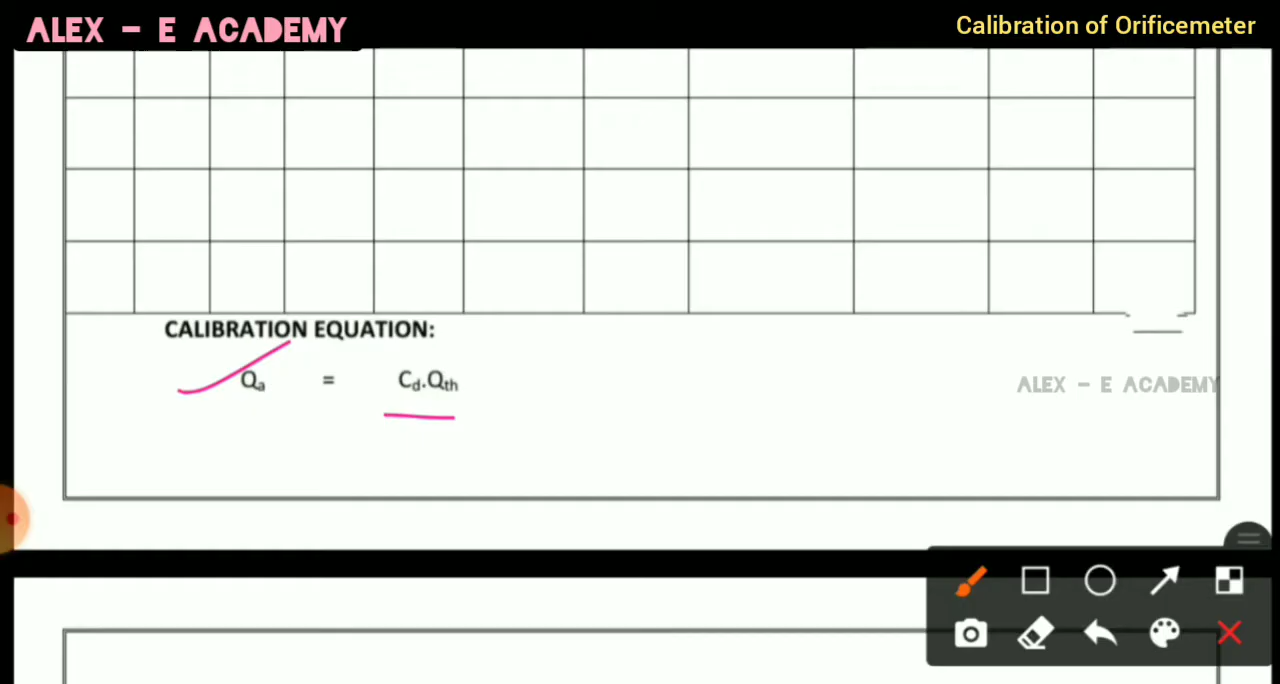 ALEX - E ACADEMY
Calibration of Orificemeter
CALIBRATION EQUATION:
Qa = Cd.Qth
ALEX - E ACADEMY